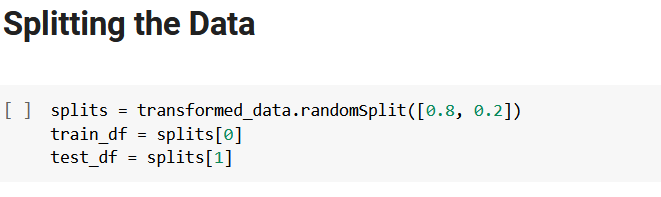 Splitting the Data
[ ] splits = transformed_data.randomSplit([0.8, 0.2])
train_df = splits[0]
test_df = splits[1]